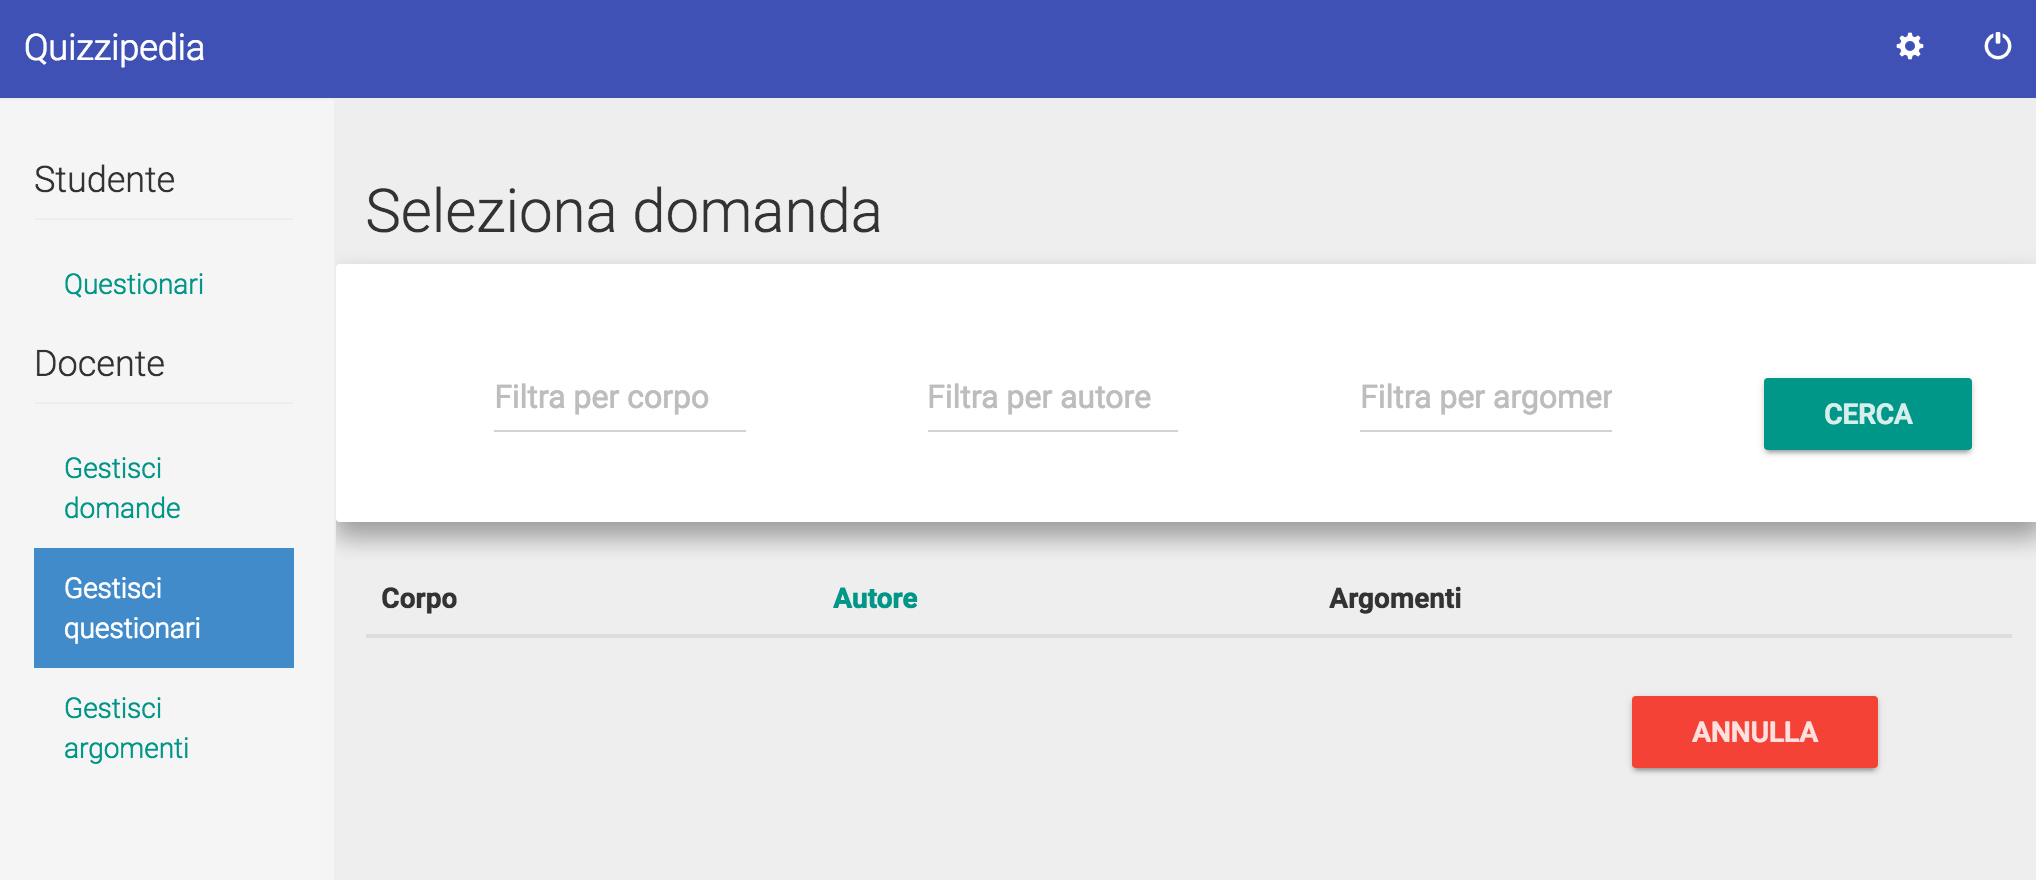 Quizzipedia
Studente
Questionari
Docente
Gestisci
domande
Gestisci
questionari
Gestisci
argomenti
Seleziona domanda
Filtra per corpo
Filtra per autore
Filtra per argomer
CERCA
Corpo
Autore
Argomenti
ANNULLA